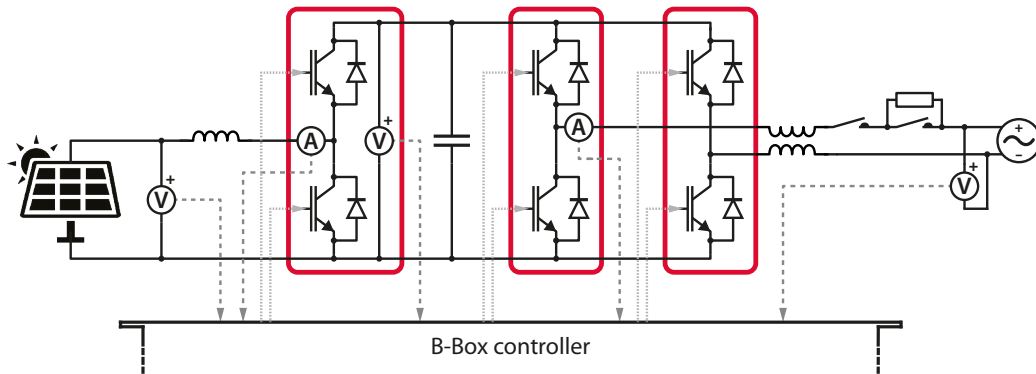 A
+
V
A
+
V
+
V
+
V
+
−
B-Box controller